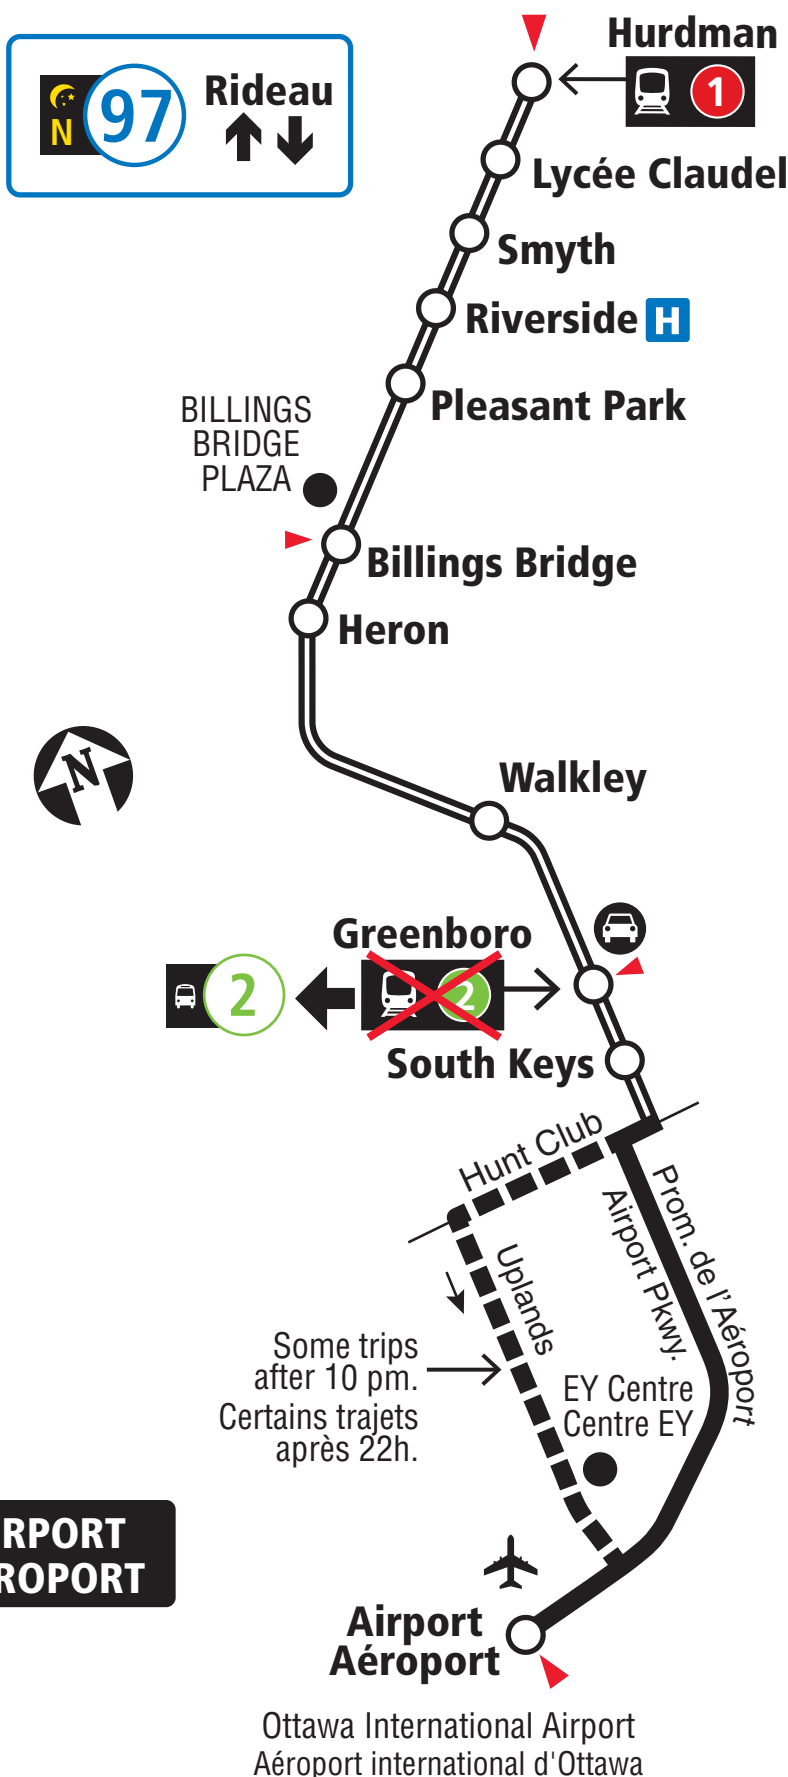 Hurdman
1
N
97
Rideau
Lycée Claudel
Smyth
Riverside H
Pleasant Park
BILLINGS
BRIDGE
PLAZA
Billings Bridge
Heron
N
Walkley
Greenboro
2
2
South Keys
Hunt Club
Prom. de l'Aéroport
Airport Pkwy.
Uplands
Some trips
after 10 pm.
Certains trajets
après 22h.
EY Centre
Centre EY
RPORT
ROPORT
Airport
Aéroport
Ottawa International Airport
Aéroport international d'Ottawa